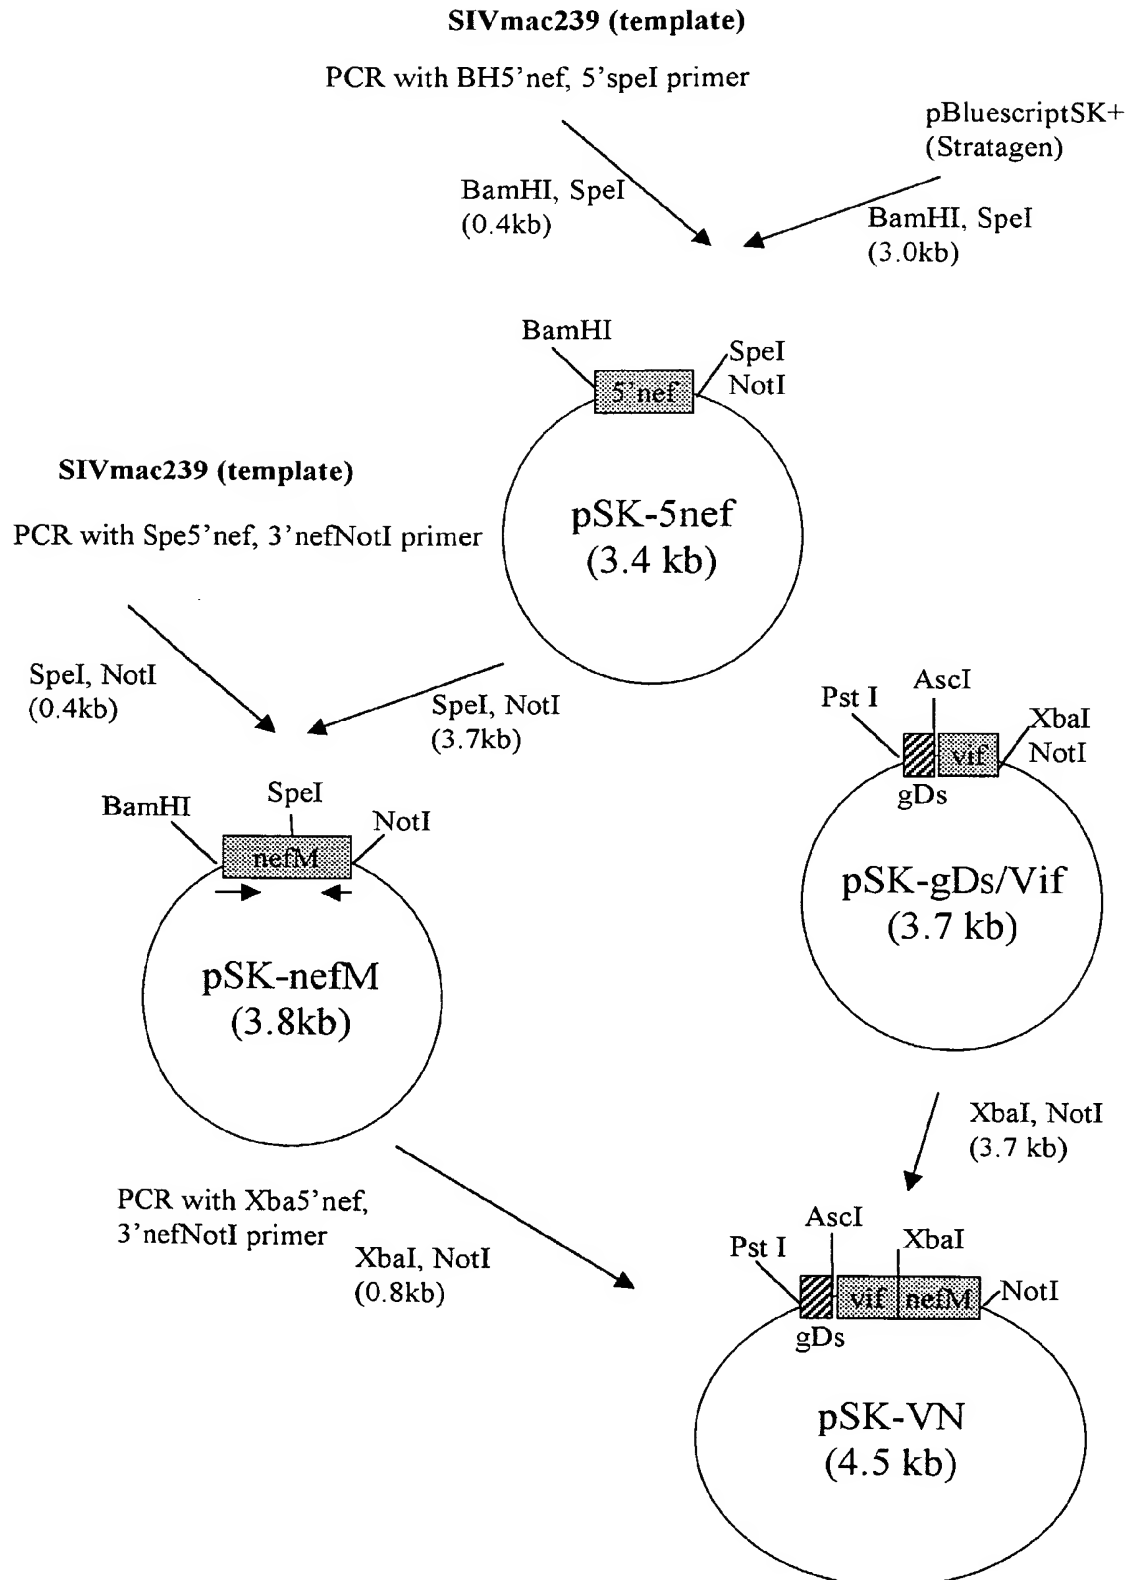 SIVmac239 (template)
PCR with BH5'nef, 5'speI primer
pBluescriptSK+
(Stratagen)
BamHI, SpeI
(0.4kb)
BamHI, SpeI
(3.0kb)
BamHI
SpeI
NotI
5'nef
pSK-5nef
(3.4 kb)
SIVmac239 (template)
PCR with Spe5'nef, 3'nefNotI primer
SpeI, NotI
(0.4kb)
SpeI, NotI
(3.7kb)
Pst I
AscI
XbaI
NotI
vif
gDs
pSK-gDs/Vif
(3.7 kb)
BamHI
SpeI
NotI
nefM
pSK-nefM
(3.8kb)
XbaI, NotI
(3.7 kb)
PCR with Xba5'nef,
3'nefNotI primer
XbaI, NotI
(0.8kb)
Pst I
AscI
XbaI
NotI
vif
nefM
gDs
pSK-VN
(4.5 kb)